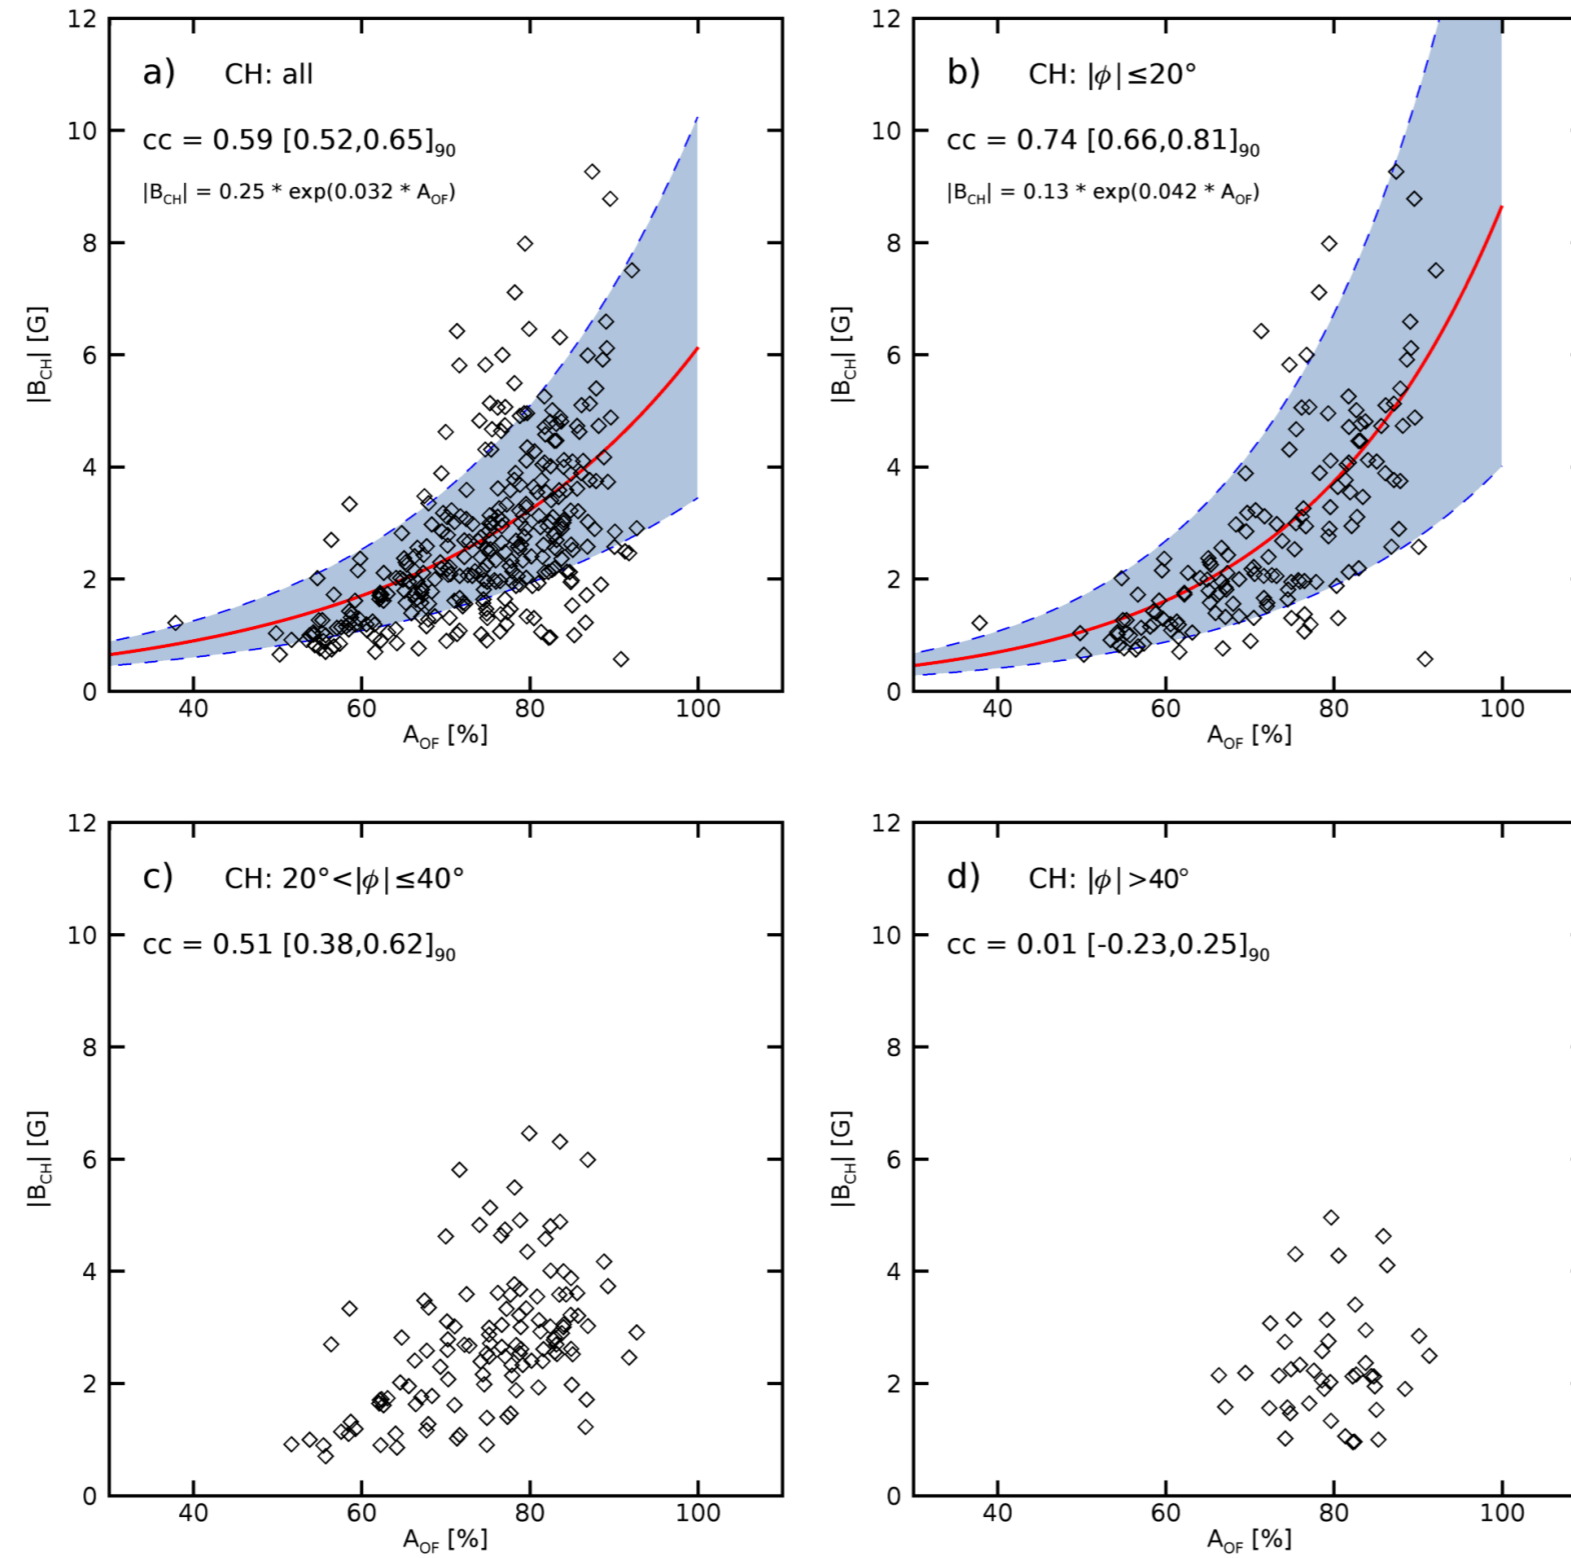 a) CH: all
cc = 0.59 [0.52,0.65]90
|BCH| = 0.25 * exp(0.032 * AOF)
12
10
8
6
4
2
0
|BCH| [G]
40 60 80 100
AOF [%]
b) CH: |ϕ|≤20°
cc = 0.74 [0.66,0.81]90
|BCH| = 0.13 * exp(0.042 * AOF)
12
10
8
6
4
2
0
|BCH| [G]
40 60 80 100
AOF [%]
c) CH: 20°<|ϕ|≤40°
cc = 0.51 [0.38,0.62]90
12
10
8
6
4
2
0
|BCH| [G]
40 60 80 100
AOF [%]
d) CH: |ϕ|>40°
cc = 0.01 [-0.23,0.25]90
12
10
8
6
4
2
0
|BCH| [G]
40 60 80 100
AOF [%]